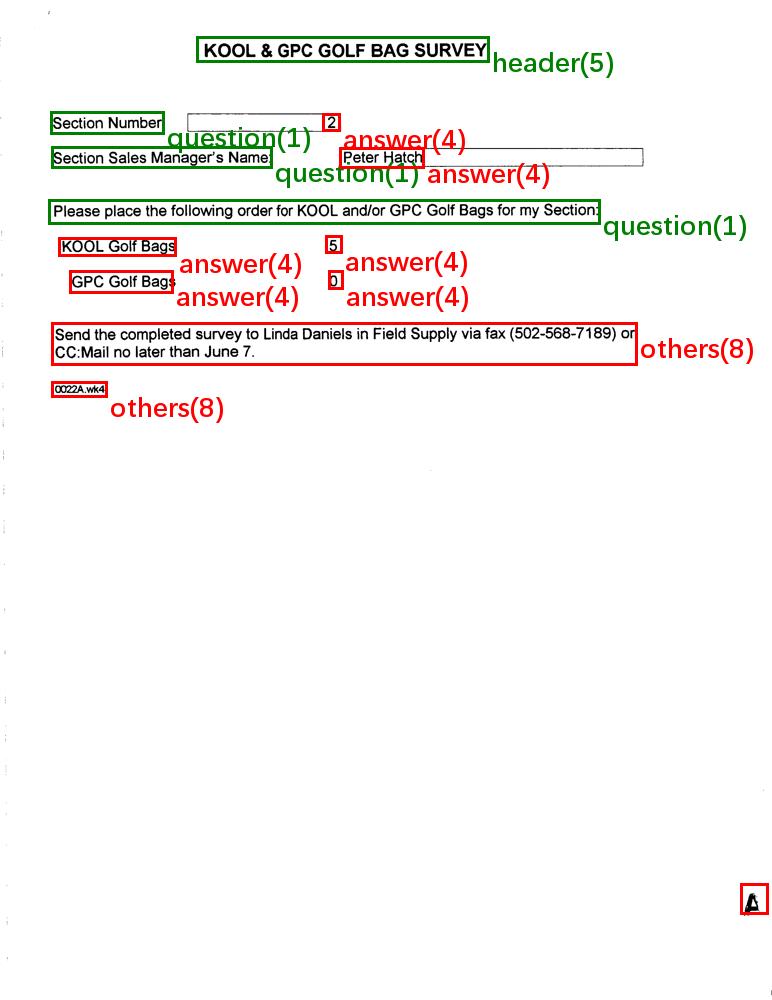 KOOL & GPC GOLF BAG SURVEY
header(5)
Section Number 2
question(1) answer(4)
Section Sales Manager's Name: Peter Hatch
question(1) answer(4)
Please place the following order for KOOL and/or GPC Golf Bags for my Section:
question(1)
KOOL Golf Bags 5
answer(4) answer(4)
GPC Golf Bags 0
answer(4) answer(4)
Send the completed survey to Linda Daniels in Field Supply via fax (502-568-7189) or
CC:Mail no later than June 7.
others(8)
0022A.wk4
others(8)